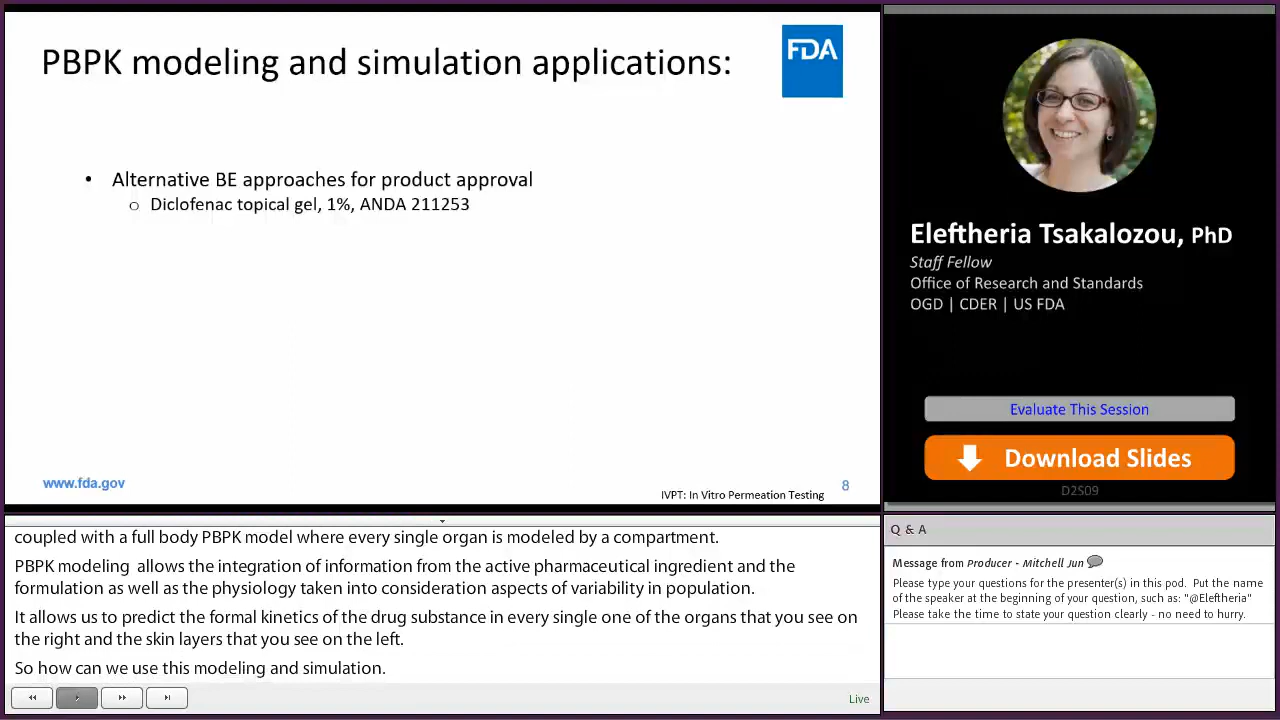 PBPK modeling and simulation applications:
FDA
• Alternative BE approaches for product approval
o Diclofenac topical gel, 1%, ANDA 211253
www.fda.gov
IVPT: In Vitro Permeation Testing
8
Eleftheria Tsakalozou, PhD
Staff Fellow
Office of Research and Standards
OGD | CDER | US FDA
Evaluate This Session
Download Slides
D2S09
coupled with a full body PBPK model where every single organ is modeled by a compartment.
PBPK modeling  allows the integration of information from the active pharmaceutical ingredient and the
formulation as well as the physiology taken into consideration aspects of variability in population.
It allows us to predict the formal kinetics of the drug substance in every single one of the organs that you see on
the right and the skin layers that you see on the left.
So how can we use this modeling and simulation.
Live
Q & A
Message from Producer - Mitchell Jun
Please type your questions for the presenter(s) in this pod.  Put the name
of the speaker at the beginning of your question, such as: "@Eleftheria"
Please take the time to state your question clearly - no need to hurry.